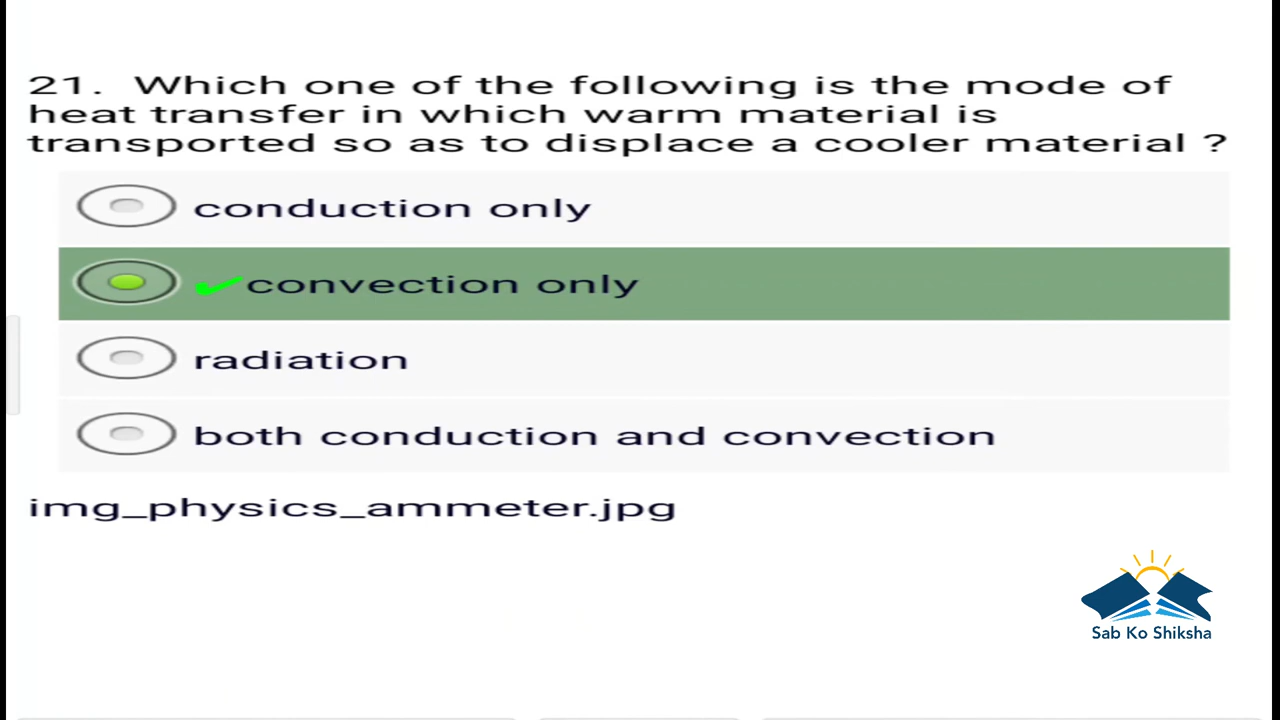 21. Which one of the following is the mode of
heat transfer in which warm material is
transported so as to displace a cooler material ?
conduction only
✔convection only
radiation
both conduction and convection
img_physics_ammeter.jpg
Sab Ko Shiksha